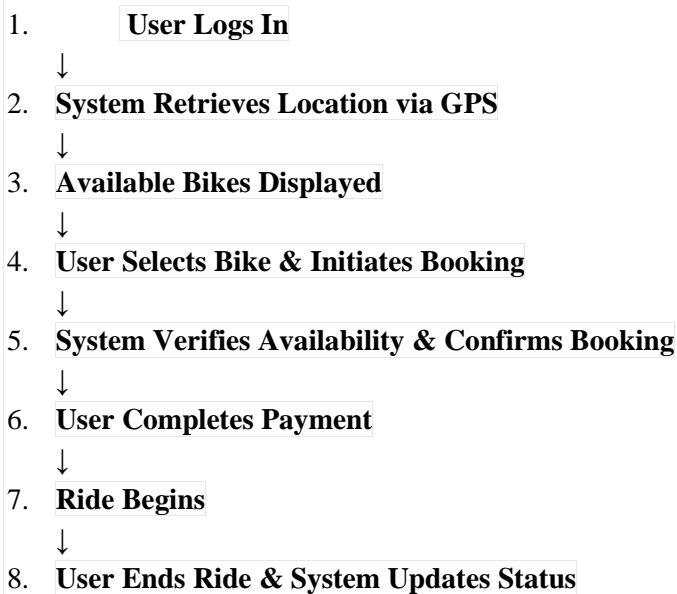 1. User Logs In
↓
2. System Retrieves Location via GPS
↓
3. Available Bikes Displayed
↓
4. User Selects Bike & Initiates Booking
↓
5. System Verifies Availability & Confirms Booking
↓
6. User Completes Payment
↓
7. Ride Begins
↓
8. User Ends Ride & System Updates Status